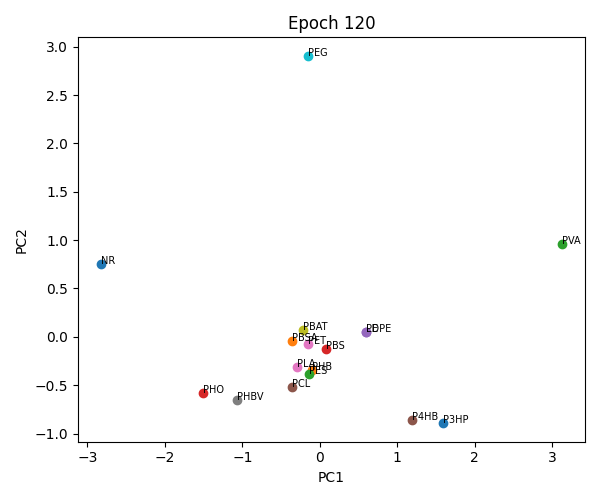 Epoch 120
PC2
3.0
2.5
2.0
1.5
1.0
0.5
0.0
−0.5
−1.0
PEG
PVA
NR
PBAT
PBSA
PET
PBS
LDPE
PLA
PHB
PES
PCL
PHO
PHBV
P4HB
P3HP
−3
−2
−1
0
1
2
3
PC1